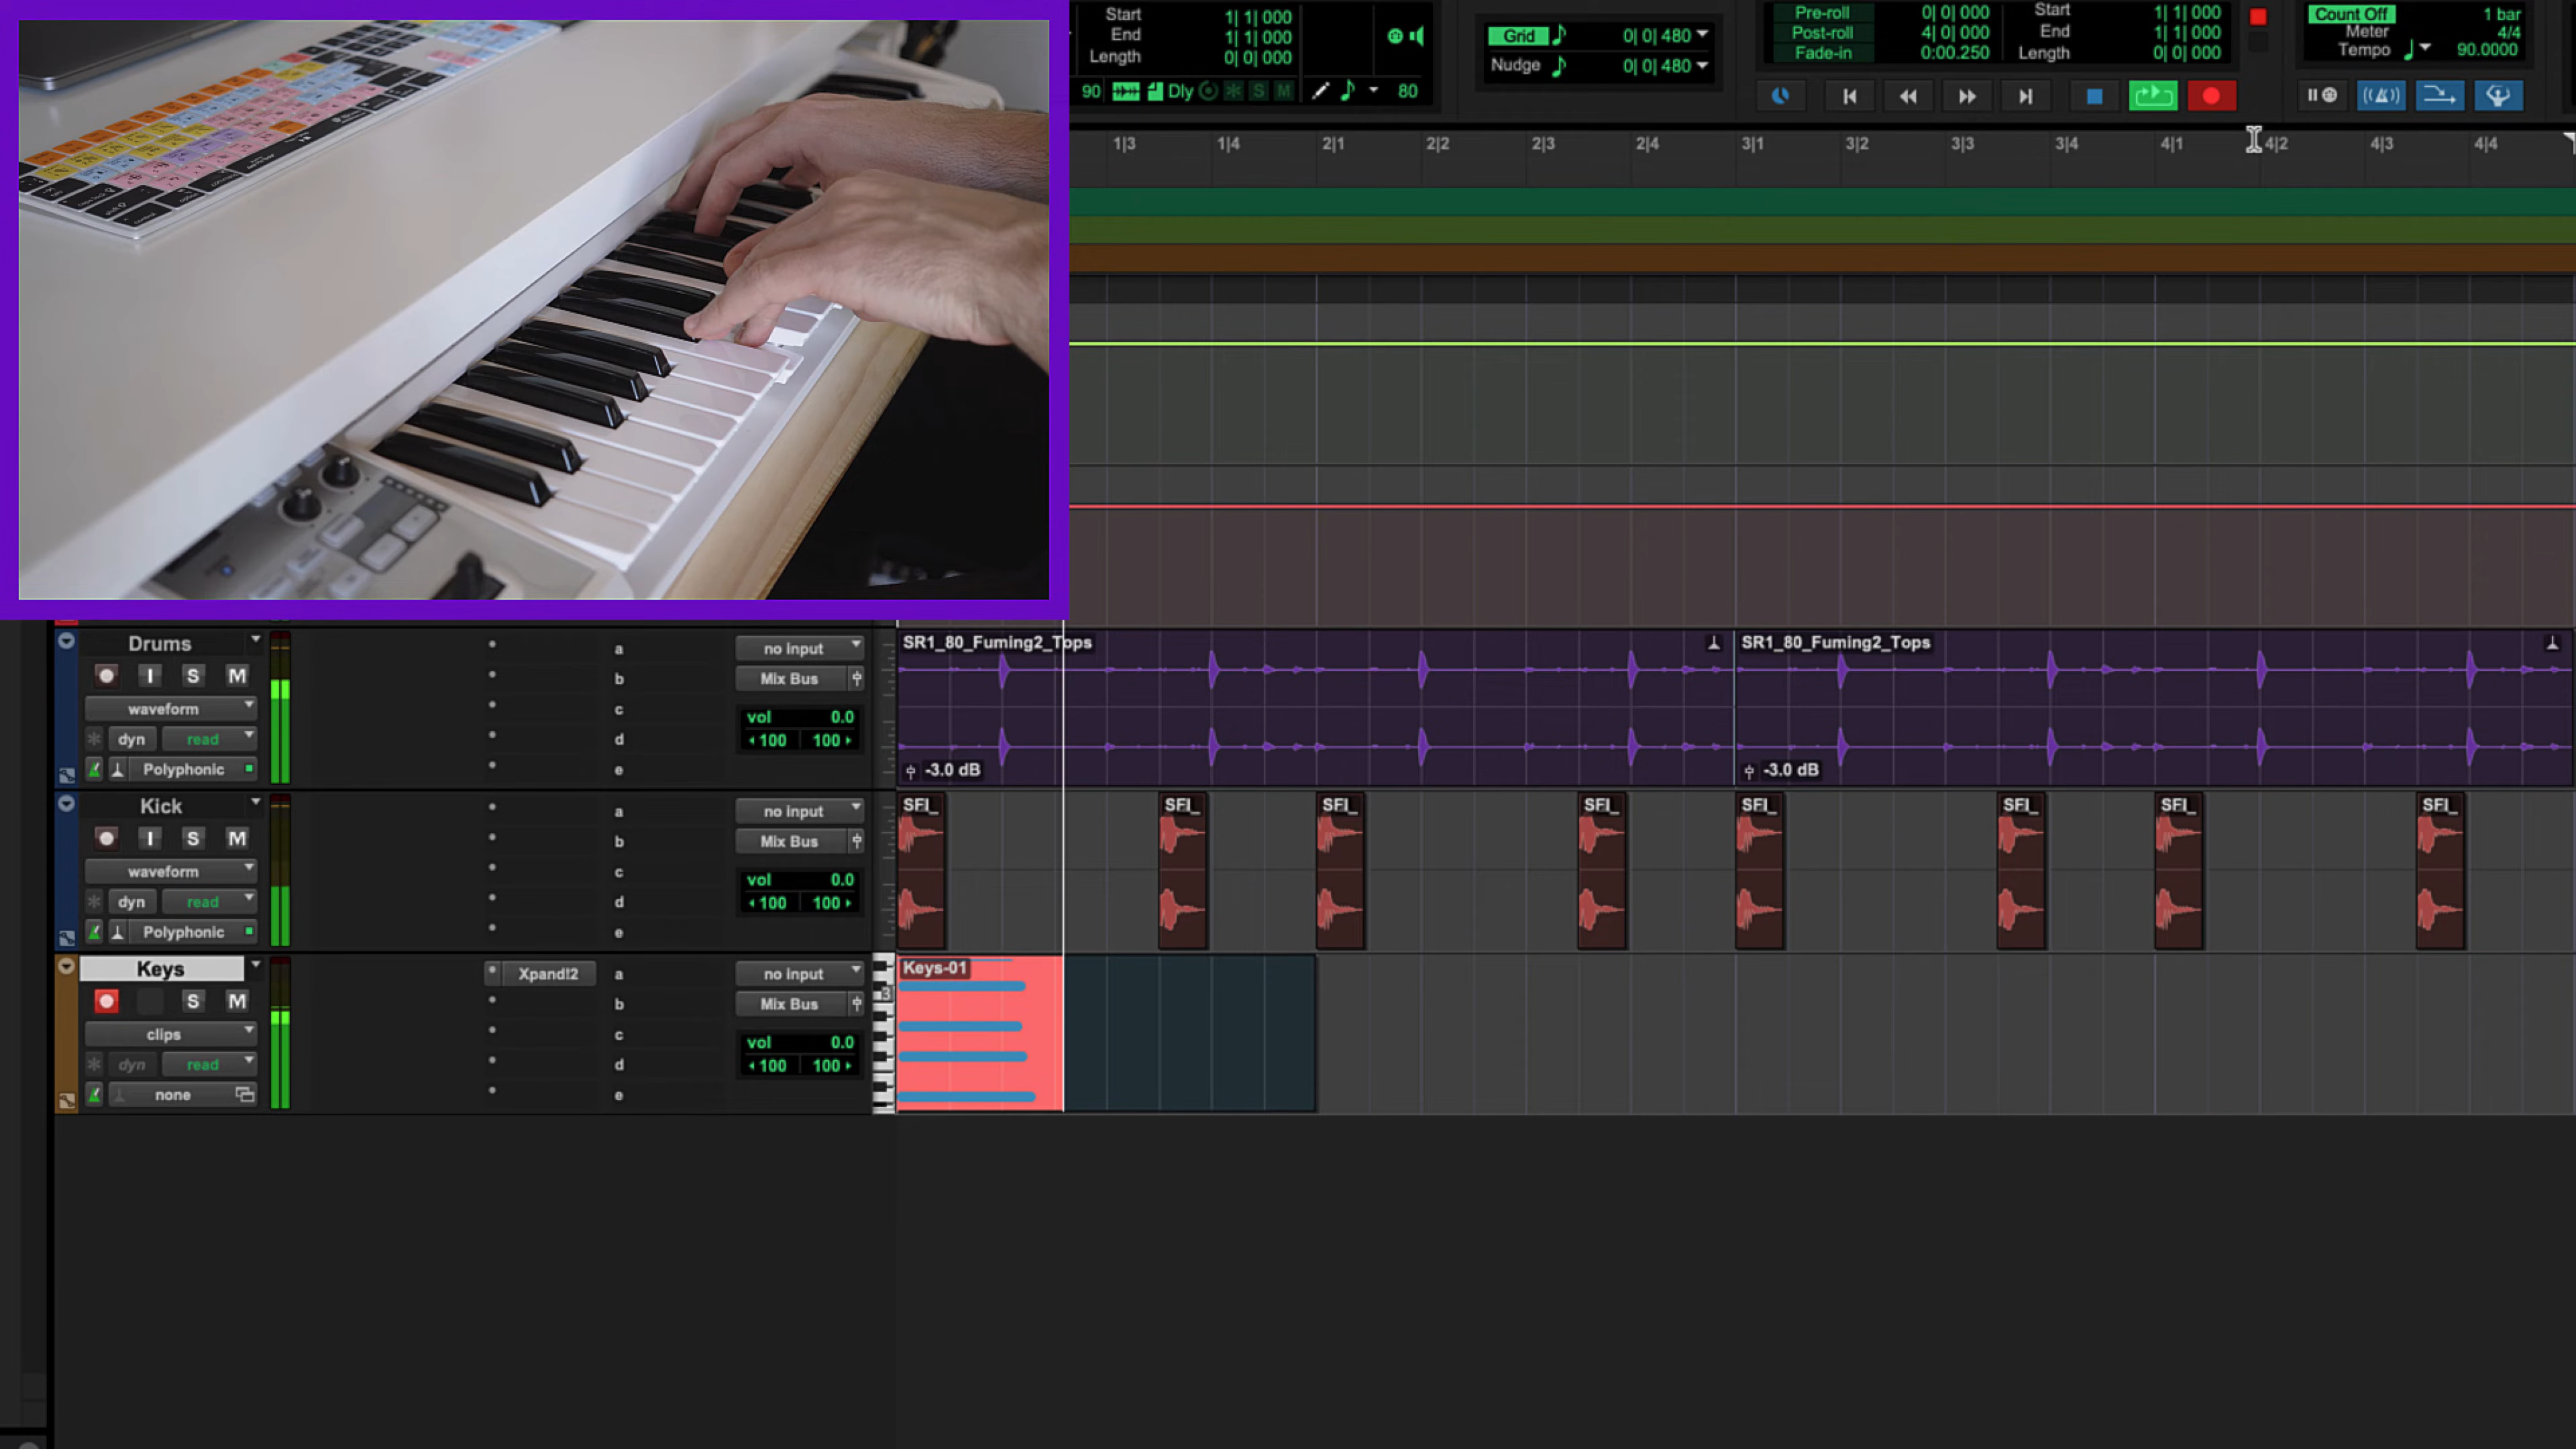 Start 1| 1| 000
End 1| 1| 000
Length 0| 0| 000
90 Dly S M 80
Grid 0| 0| 480
Nudge 0| 0| 480
Pre-roll 0| 0| 000
Post-roll 4| 0| 000
Fade-in 0:00.250
Start 1| 1| 000
End 1| 1| 000
Length 0| 0| 000
Count Off 1 bar
Meter 4/4
Tempo 90.0000
1|3 1|4 2|1 2|2 2|3 2|4 3|1 3|2 3|3 3|4 4|1 4|2 4|3 4|4
Drums
I S M
waveform
dyn read
Polyphonic
a
b
c
d
e
no input
Mix Bus
vol 0.0
100 100
SR1_80_Fuming2_Tops
-3.0 dB
SR1_80_Fuming2_Tops
-3.0 dB
Kick
I S M
waveform
dyn read
Polyphonic
a
b
c
d
e
no input
Mix Bus
vol 0.0
100 100
SFI_ SFI_ SFI_ SFI_ SFI_ SFI_ SFI_ SFI_
Keys
S M
clips
dyn read
none
Xpand!2
a
b
c
d
e
no input
Mix Bus
vol 0.0
100 100
3
Keys-01